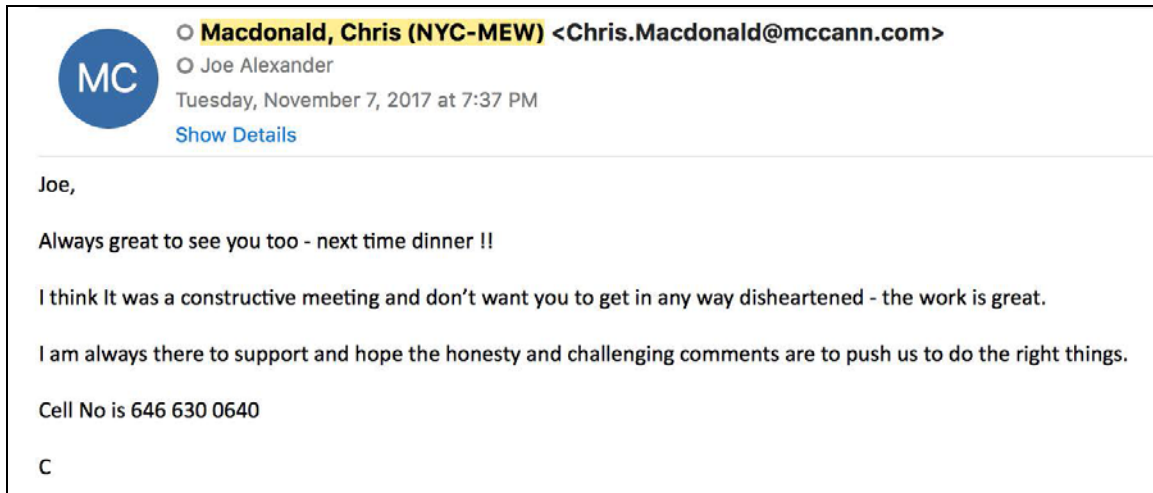 Macdonald, Chris (NYC-MEW) <Chris.Macdonald@mccann.com>
MC
Joe Alexander
Tuesday, November 7, 2017 at 7:37 PM
Show Details
Joe,
Always great to see you too - next time dinner !!
I think It was a constructive meeting and don’t want you to get in any way disheartened - the work is great.
I am always there to support and hope the honesty and challenging comments are to push us to do the right things.
Cell No is 646 630 0640
C